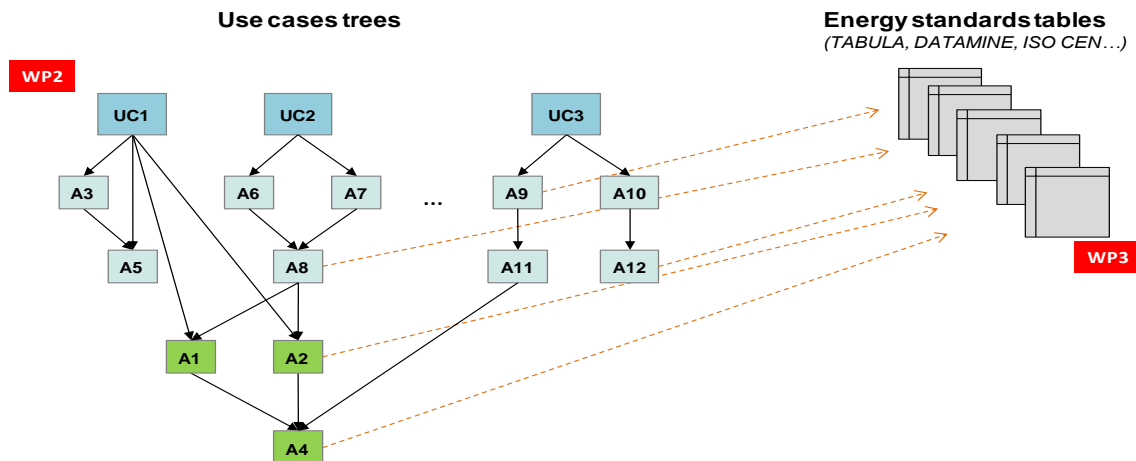 Use cases trees
Energy standards tables
(TABULA, DATAMINE, ISO CEN…)
WP2
UC1
UC2
UC3
A3
A6
A7
…
A9
A10
A5
A8
A11
A12
WP3
A1
A2
A4